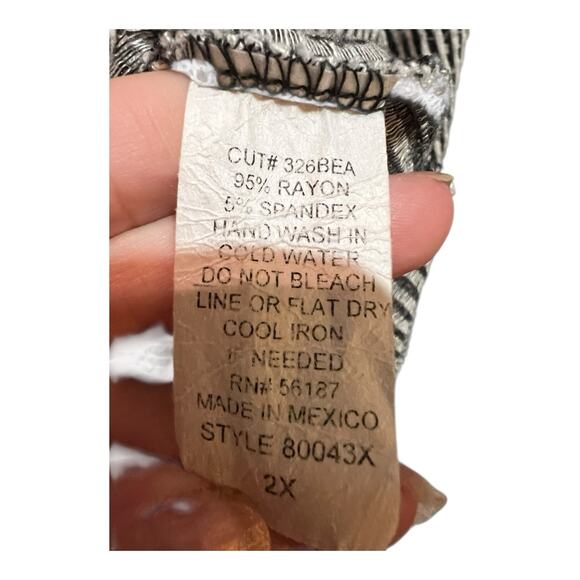 CUT# 326BEA
95% RAYON
5% SPANDEX
HAND WASH IN
COLD WATER
DO NOT BLEACH
LINE OR FLAT DRY
COOL IRON
IF NEEDED
RN# 56187
MADE IN MEXICO
STYLE 80043X
2X